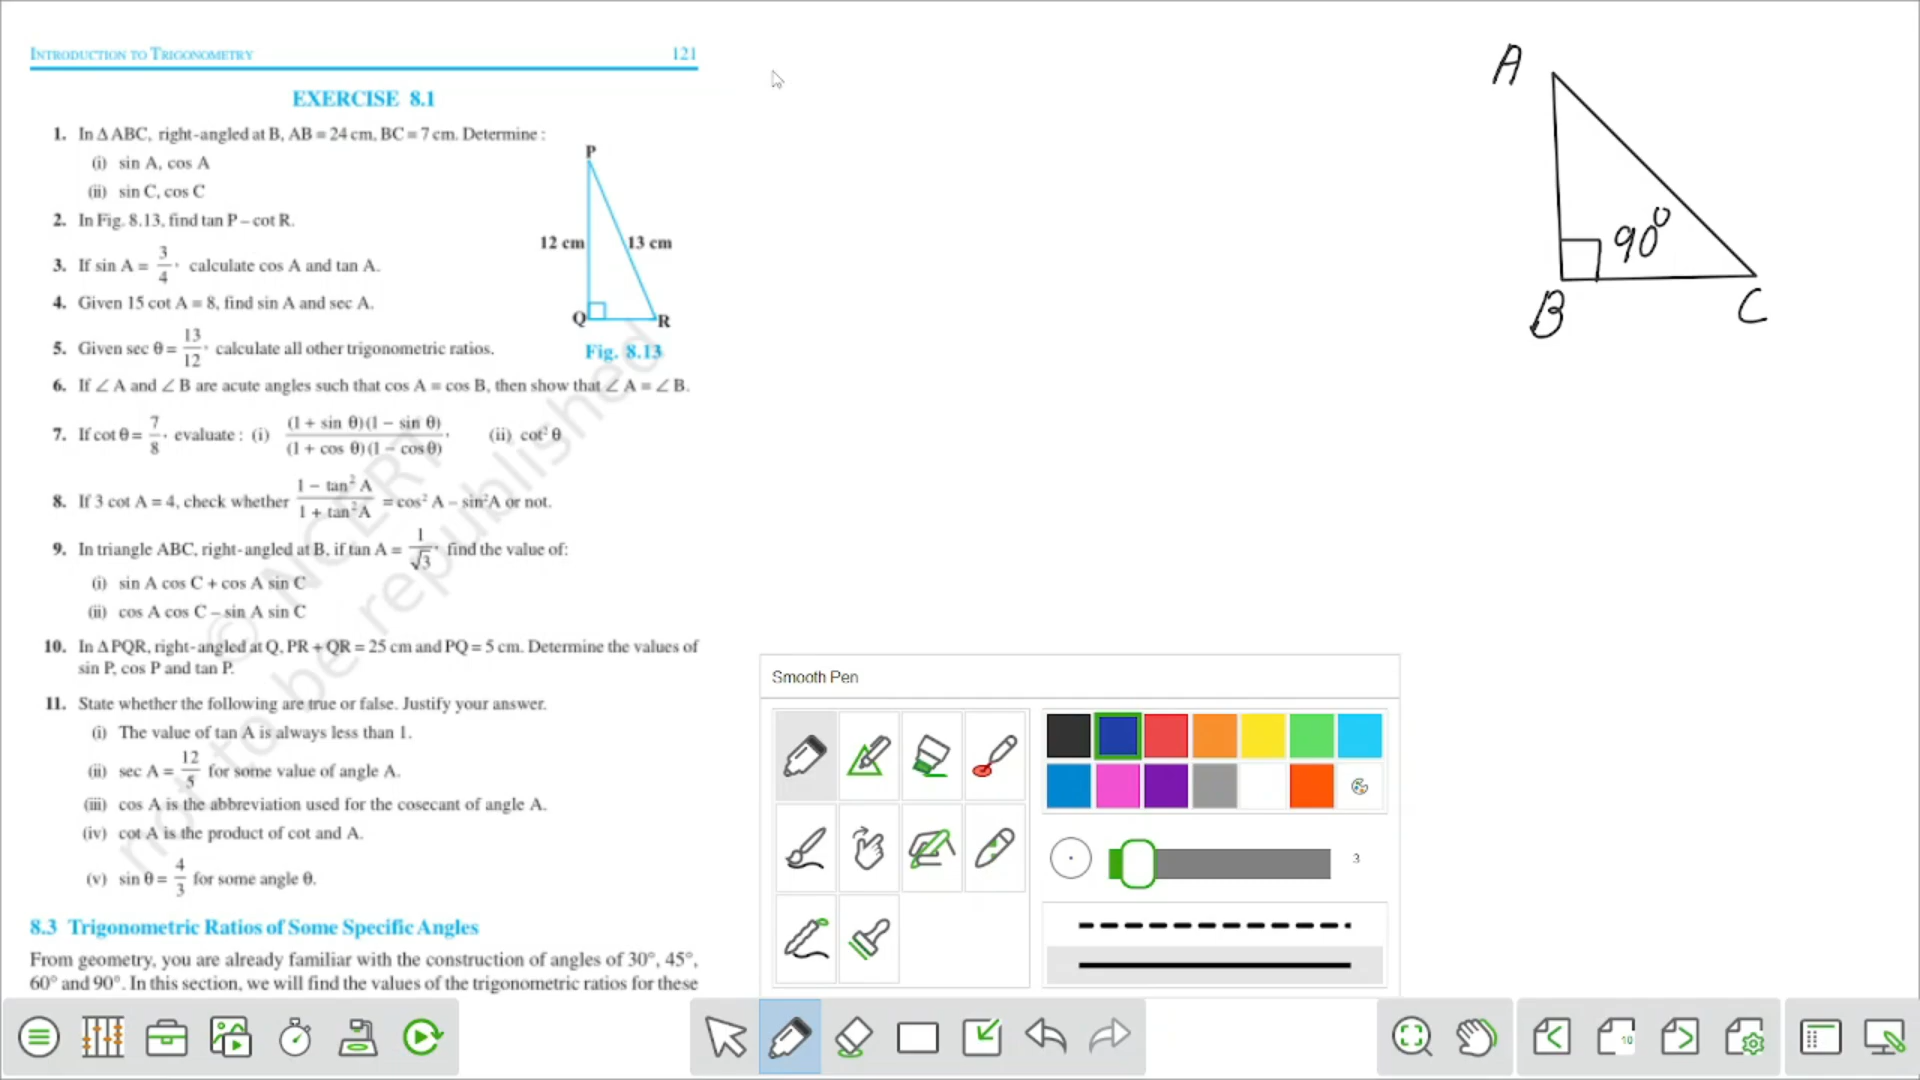 INTRODUCTION TO TRIGONOMETRY 121
EXERCISE 8.1
1. In Δ ABC, right-angled at B, AB = 24 cm, BC = 7 cm. Determine :
(i) sin A, cos A
(ii) sin C, cos C
2. In Fig. 8.13, find tan P – cot R.
3. If sin A = 3/4, calculate cos A and tan A.
4. Given 15 cot A = 8, find sin A and sec A.
5. Given sec θ = 13/12, calculate all other trigonometric ratios.
P
12 cm
13 cm
Q
R
Fig. 8.13
6. If ∠ A and ∠ B are acute angles such that cos A = cos B, then show that ∠ A = ∠ B.
7. If cot θ = 7/8, evaluate : (i) (1 + sin θ)(1 – sin θ)/(1 + cos θ)(1 – cos θ), (ii) cot² θ
8. If 3 cot A = 4, check whether 1 – tan² A/1 + tan² A = cos² A – sin² A or not.
9. In triangle ABC, right-angled at B, if tan A = 1/√3, find the value of:
(i) sin A cos C + cos A sin C
(ii) cos A cos C – sin A sin C
10. In Δ PQR, right-angled at Q, PR + QR = 25 cm and PQ = 5 cm. Determine the values of
sin P, cos P and tan P.
11. State whether the following are true or false. Justify your answer.
(i) The value of tan A is always less than 1.
(ii) sec A = 12/5 for some value of angle A.
(iii) cos A is the abbreviation used for the cosecant of angle A.
(iv) cot A is the product of cot and A.
(v) sin θ = 4/3 for some angle θ.
8.3 Trigonometric Ratios of Some Specific Angles
From geometry, you are already familiar with the construction of angles of 30°, 45°,
60° and 90°. In this section, we will find the values of the trigonometric ratios for these
© NCERT
not to be republished
A
90°
B
C
Smooth Pen
3
10